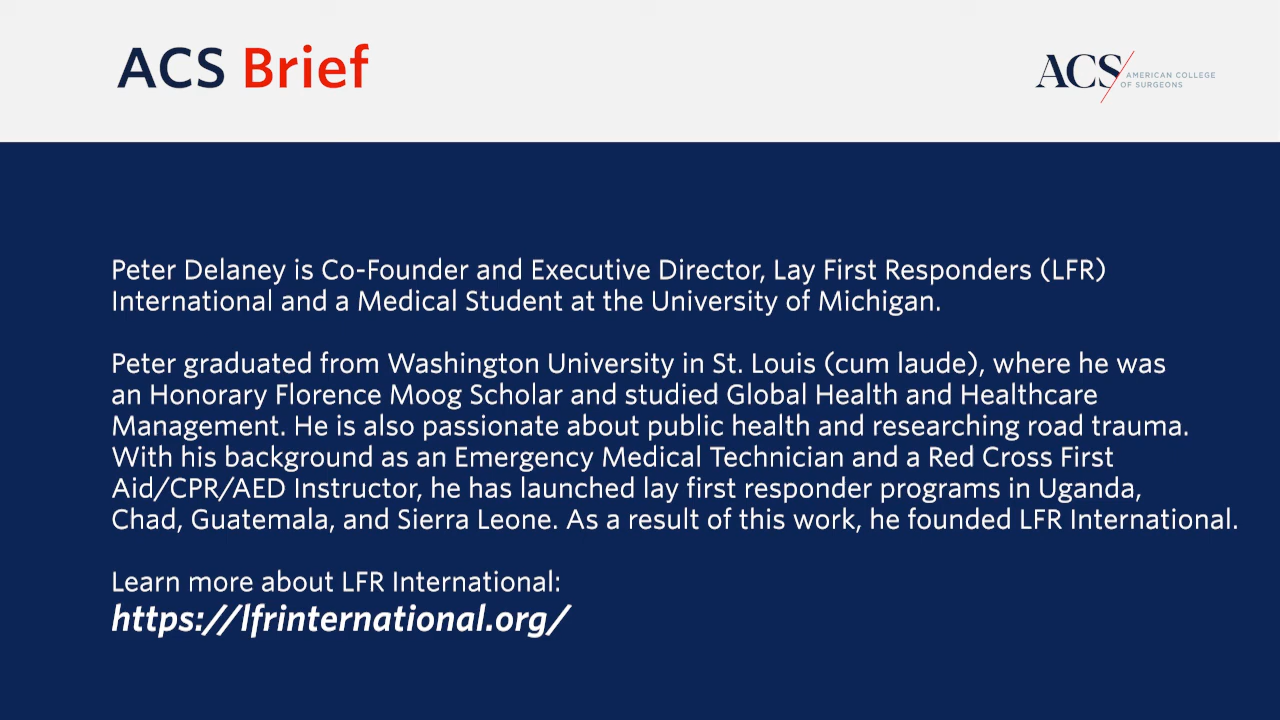 ACS Brief
ACS AMERICAN COLLEGE
OF SURGEONS
Peter Delaney is Co-Founder and Executive Director, Lay First Responders (LFR)
International and a Medical Student at the University of Michigan.
Peter graduated from Washington University in St. Louis (cum laude), where he was
an Honorary Florence Moog Scholar and studied Global Health and Healthcare
Management. He is also passionate about public health and researching road trauma.
With his background as an Emergency Medical Technician and a Red Cross First
Aid/CPR/AED Instructor, he has launched lay first responder programs in Uganda,
Chad, Guatemala, and Sierra Leone. As a result of this work, he founded LFR International.
Learn more about LFR International:
https://lfrinternational.org/